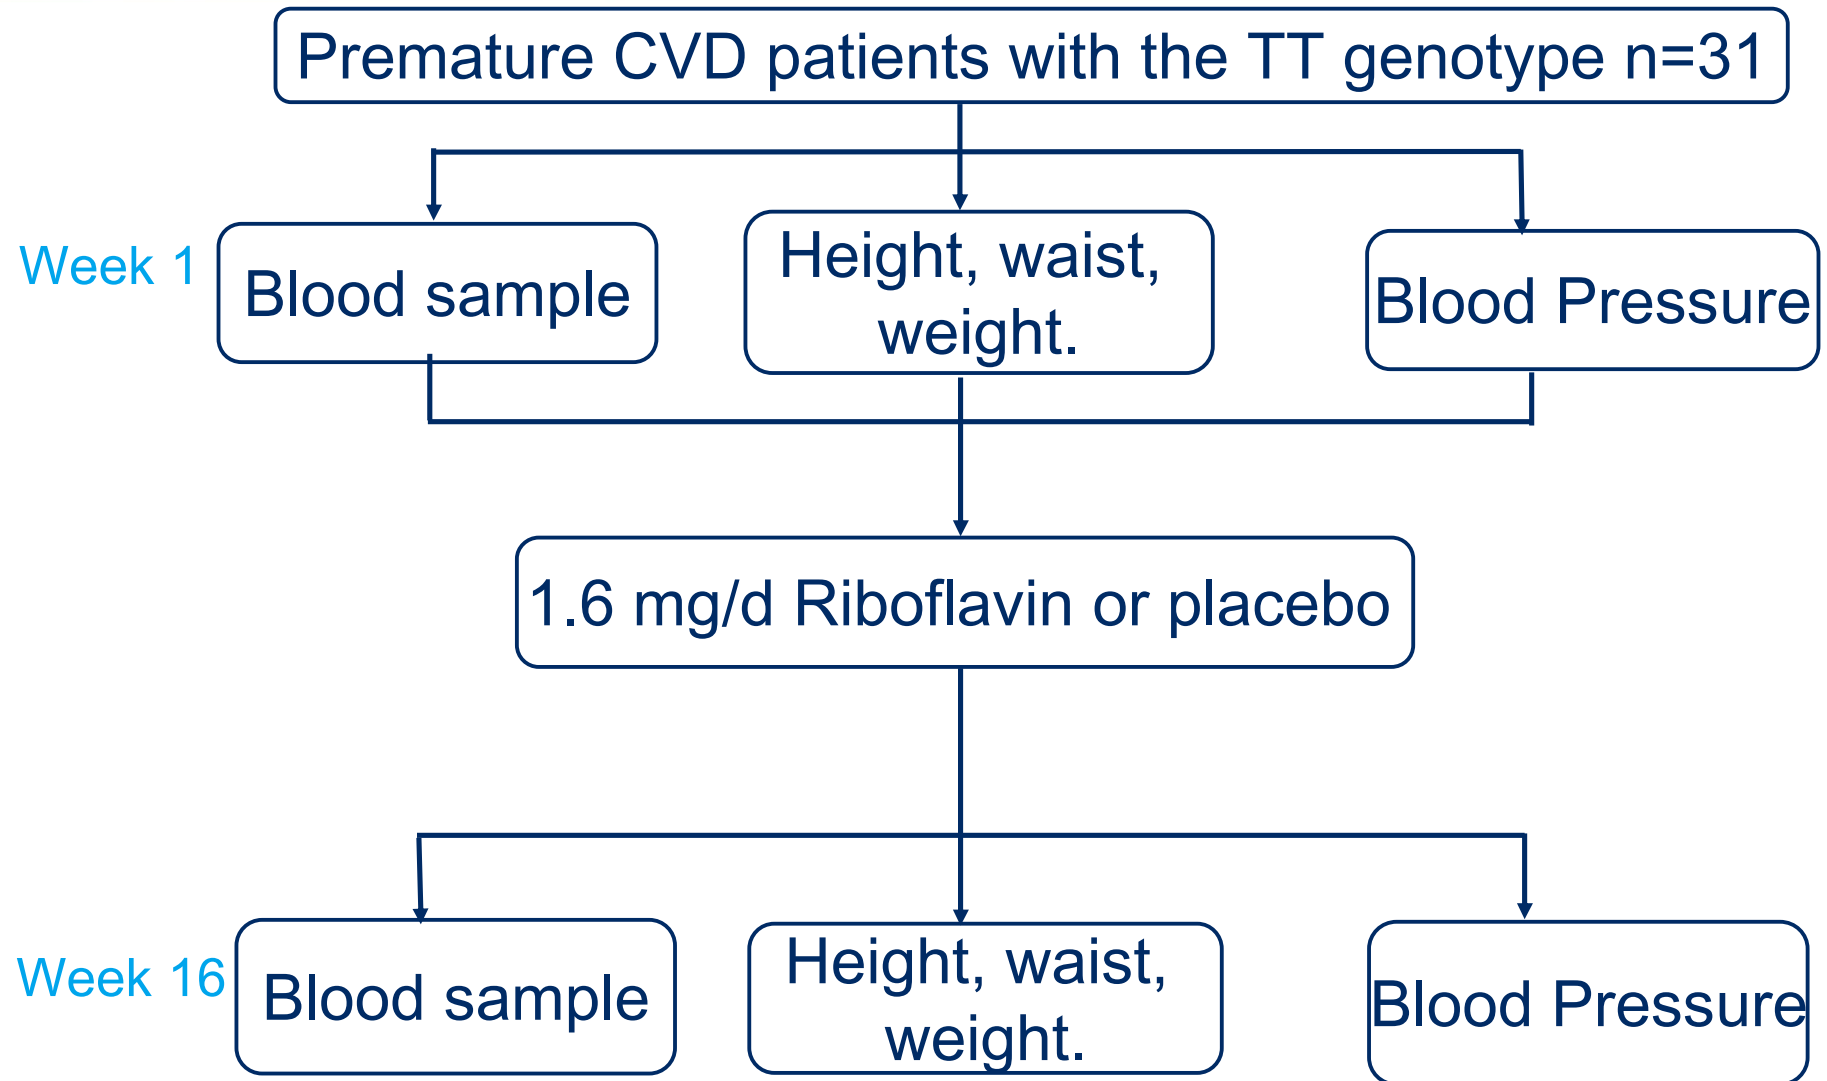 Premature CVD patients with the TT genotype n=31
Week 1
Blood sample
Height, waist,
weight.
Blood Pressure
1.6 mg/d Riboflavin or placebo
Week 16
Blood sample
Height, waist,
weight.
Blood Pressure